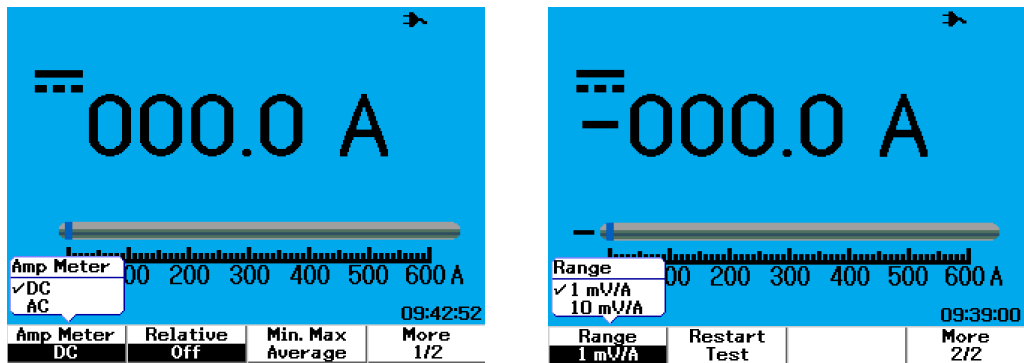 000.0 A
00 200 300 400 500 600 A
Amp Meter
✓DC
AC
09:42:52
Amp Meter Relative Min. Max More
DC Off Average 1/2
-000.0 A
00 200 300 400 500 600 A
Range
✓1 mV/A
10 mV/A
09:39:00
Range Restart More
1 mV/A Test 2/2